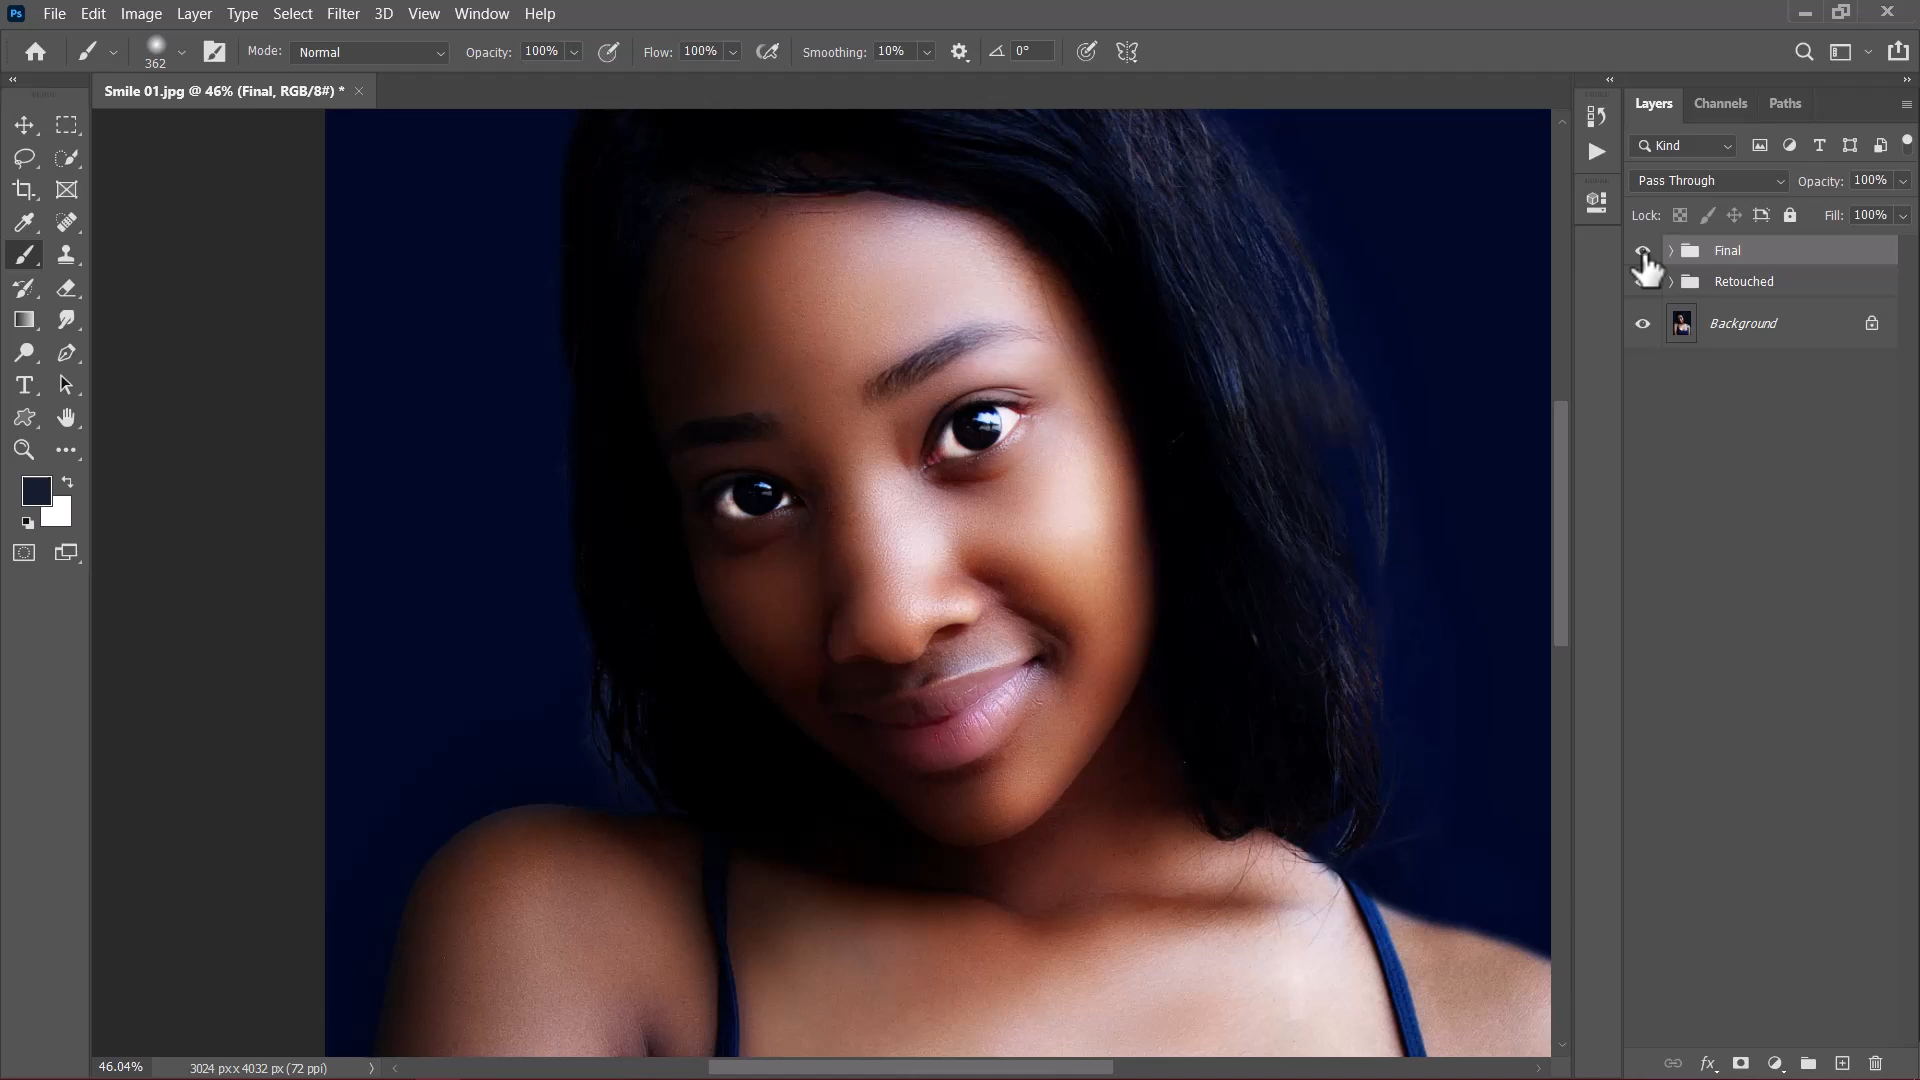 Ps File Edit Image Layer Type Select Filter 3D View Window Help
362 Mode: Normal Opacity: 100% Flow: 100% Smoothing: 10% 0°
Smile 01.jpg @ 46% (Final, RGB/8#) *
Layers Channels Paths
Kind
Pass Through Opacity: 100%
Lock: Fill: 100%
Final
Retouched
Background
46.04% 3024 px x 4032 px (72 ppi)